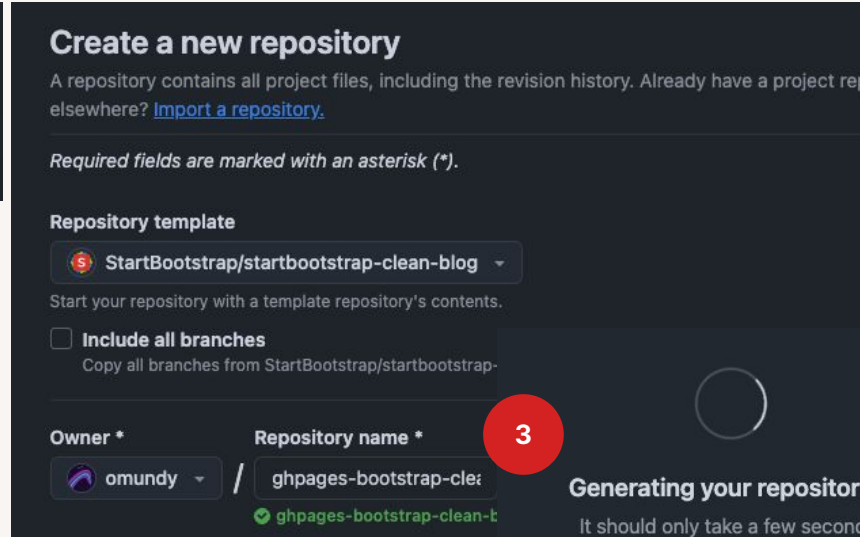 Create a new repository
A repository contains all project files, including the revision history. Already have a project rep
elsewhere? Import a repository.
Required fields are marked with an asterisk (*).
Repository template
S StartBootstrap/startbootstrap-clean-blog
Start your repository with a template repository's contents.
Include all branches
Copy all branches from StartBootstrap/startbootstrap-
Owner *
Repository name *
omundy / ghpages-bootstrap-clea
ghpages-bootstrap-clean-b
3
Generating your repositor
It should only take a few second